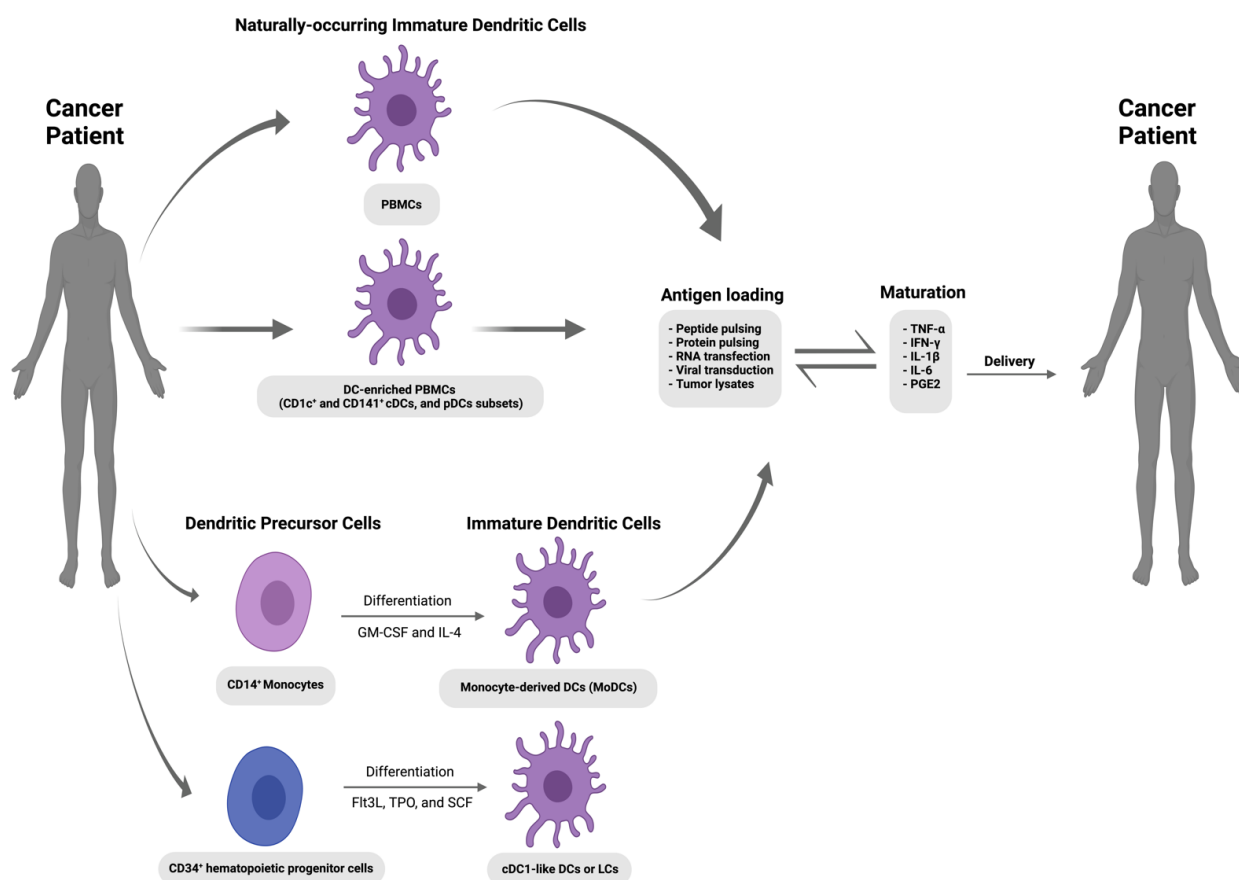 Naturally-occurring Immature Dendritic Cells
Cancer
Patient
PBMCs
DC-enriched PBMCs
(CD1c⁺ and CD141⁺ cDCs, and pDCs subsets)
Antigen loading
- Peptide pulsing
- Protein pulsing
- RNA transfection
- Viral transduction
- Tumor lysates
Maturation
- TNF-α
- IFN-γ
- IL-1β
- IL-6
- PGE2
Delivery
Cancer
Patient
Dendritic Precursor Cells
Immature Dendritic Cells
Differentiation
GM-CSF and IL-4
CD14⁺ Monocytes
Monocyte-derived DCs (MoDCs)
Differentiation
Flt3L, TPO, and SCF
CD34⁺ hematopoietic progenitor cells
cDC1-like DCs or LCs